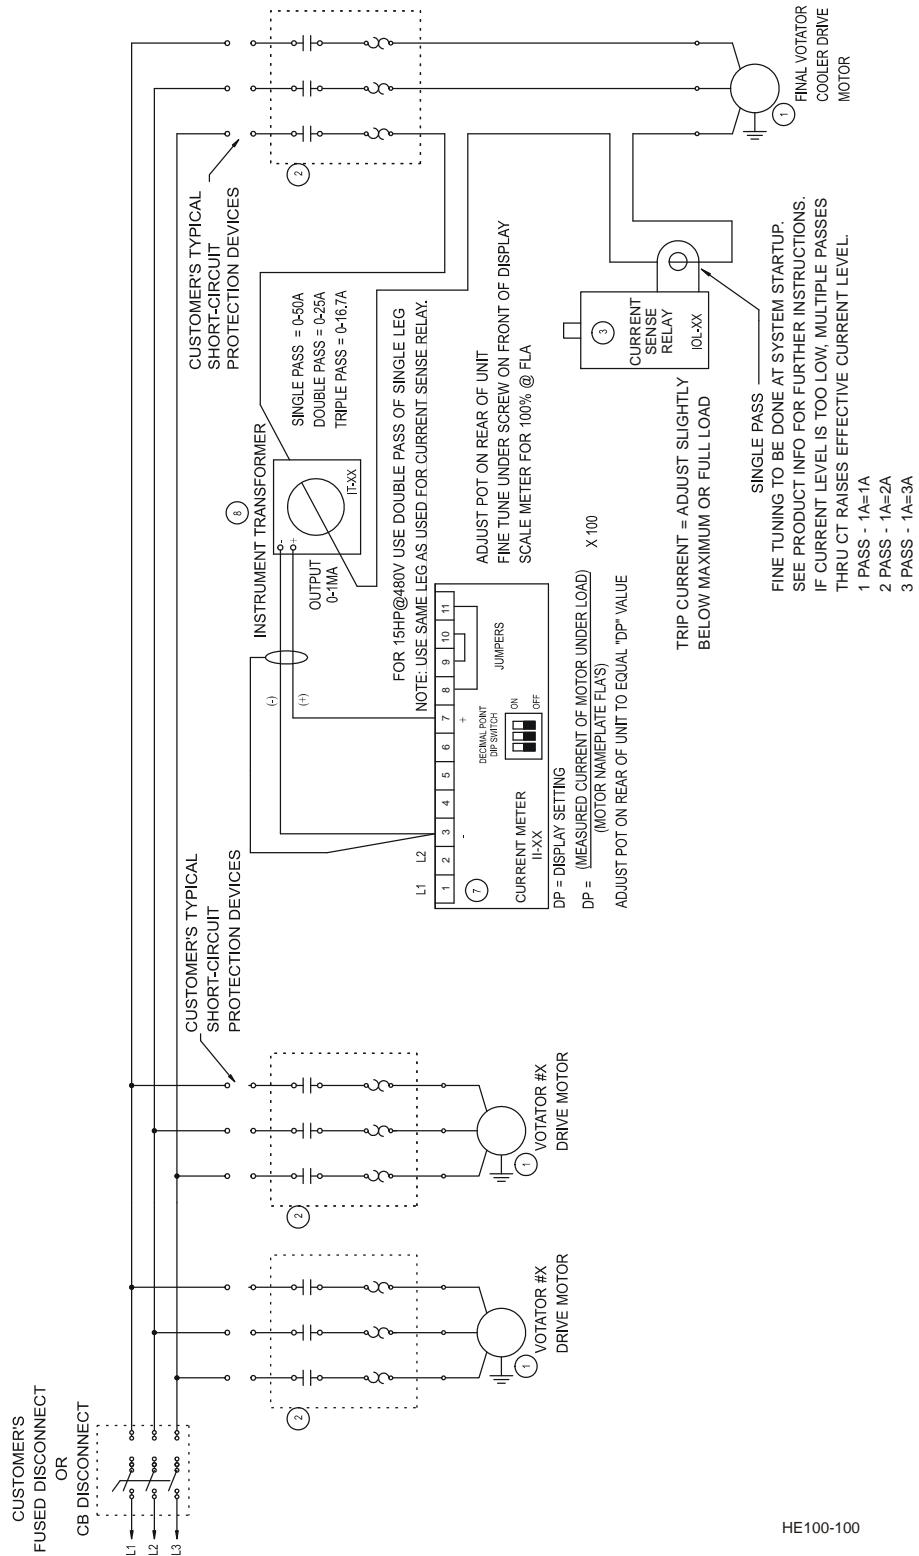 CUSTOMER'S
FUSED DISCONNECT
OR
CB DISCONNECT
L1
L2
L3
2
1
VOTATOR #X
DRIVE MOTOR
2
1
VOTATOR #X
DRIVE MOTOR
CUSTOMER'S TYPICAL
SHORT-CIRCUIT
PROTECTION DEVICES
L1 L2
1 2 3 4 5 6 7 8 9 10 11
- +
7
CURRENT METER
II-XX
DECIMAL POINT
DIP SWITCH
ON
OFF
JUMPERS
DP = DISPLAY SETTING
DP = (MEASURED CURRENT OF MOTOR UNDER LOAD) X 100
(MOTOR NAMEPLATE FLA'S)
ADJUST POT ON REAR OF UNIT TO EQUAL "DP" VALUE
(-)
(+)
8
INSTRUMENT TRANSFORMER
-
+
IT-XX
OUTPUT
0-1MA
SINGLE PASS = 0-50A
DOUBLE PASS = 0-25A
TRIPLE PASS = 0-16.7A
FOR 15HP@480V USE DOUBLE PASS OF SINGLE LEG
NOTE: USE SAME LEG AS USED FOR CURRENT SENSE RELAY.
ADJUST POT ON REAR OF UNIT
FINE TUNE UNDER SCREW ON FRONT OF DISPLAY
SCALE METER FOR 100% @ FLA
CUSTOMER'S TYPICAL
SHORT-CIRCUIT
PROTECTION DEVICES
2
3
CURRENT
SENSE
RELAY
IOL-XX
TRIP CURRENT = ADJUST SLIGHTLY
BELOW MAXIMUM OR FULL LOAD
SINGLE PASS
FINE TUNING TO BE DONE AT SYSTEM STARTUP.
SEE PRODUCT INFO FOR FURTHER INSTRUCTIONS.
IF CURRENT LEVEL IS TOO LOW, MULTIPLE PASSES
THRU CT RAISES EFFECTIVE CURRENT LEVEL.
1 PASS - 1A=1A
2 PASS - 1A=2A
3 PASS - 1A=3A
1
FINAL VOTATOR
COOLER DRIVE
MOTOR
HE100-100